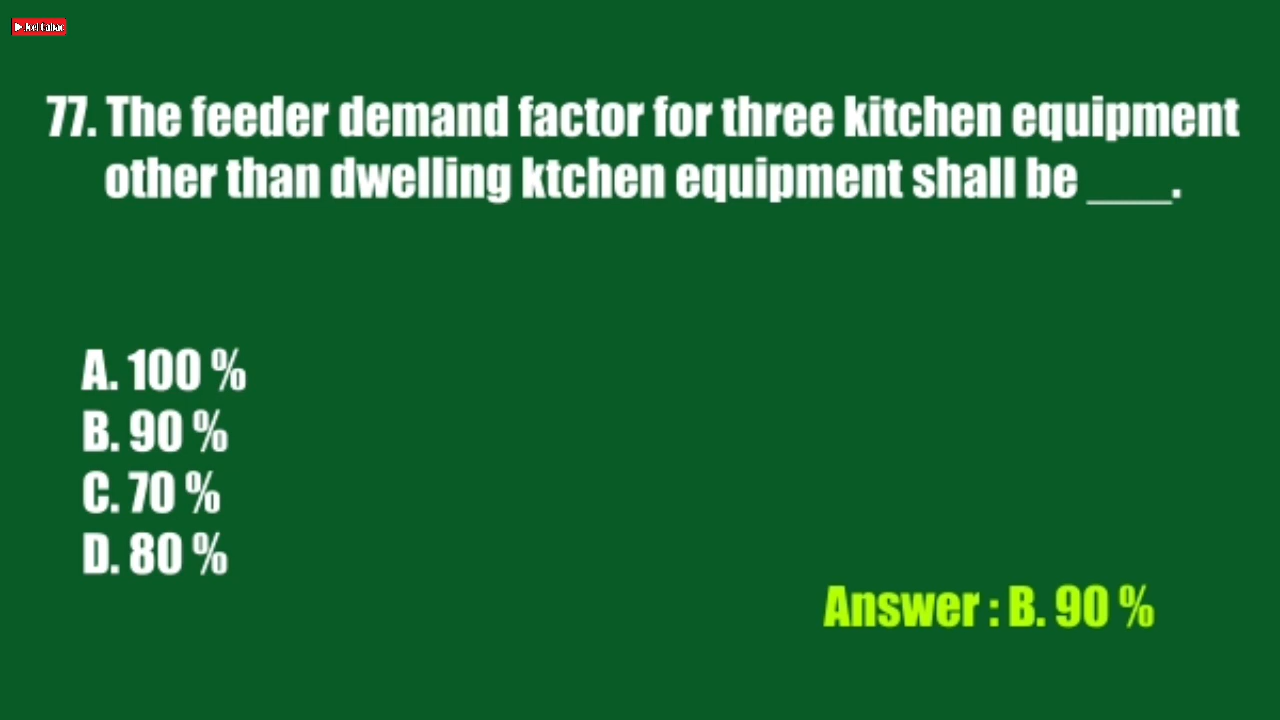 77. The feeder demand factor for three kitchen equipment
other than dwelling ktchen equipment shall be ____.
A. 100 %
B. 90 %
C. 70 %
D. 80 %
Answer : B. 90 %